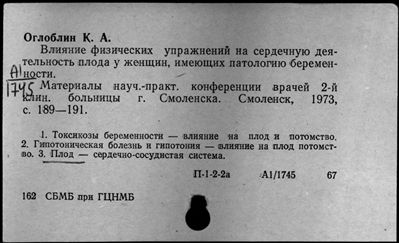 Оглоблин К. А.
Влияние физических упражнений на сердечную дея-
тельность плода у женщин, имеющих патологию беремен-
ности.
А1
1745
Материалы науч.-практ. конференции врачей 2-й
клин. больницы г. Смоленска. Смоленск, 1973,
с. 189—191.
1. Токсикозы беременности — влияние на плод и потомство.
2. Гипотоническая болезнь и гипотония — влияние на плод потомст-
во. 3. Плод — сердечно-сосудистая система.
П-1-2-2а А1/1745 67
162 СБМБ при ГЦНМБ